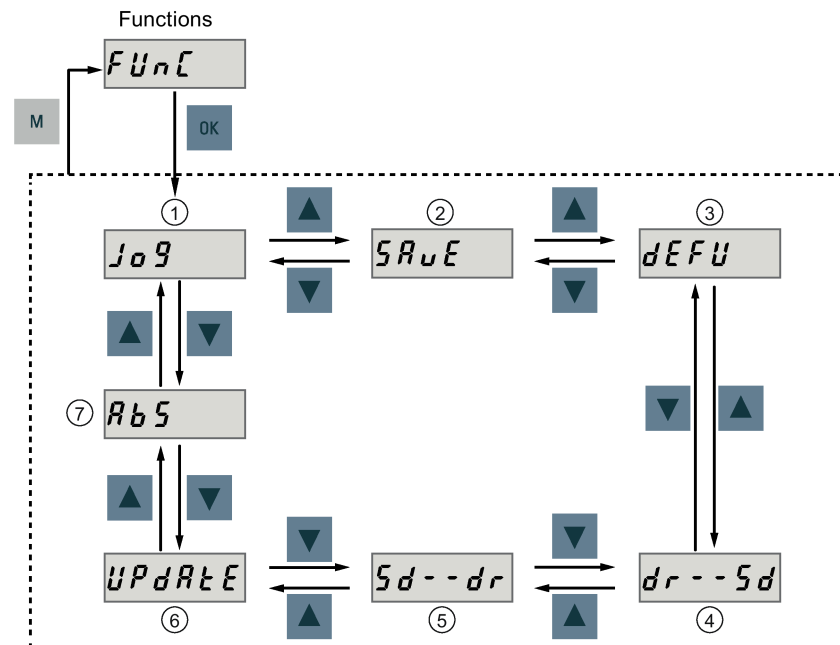 Functions
FUnC
M
OK
1
2
3
Jog
SAvE
dEFU
7
AbS
UPdAtE
Sd--dr
dr--Sd
6
5
4